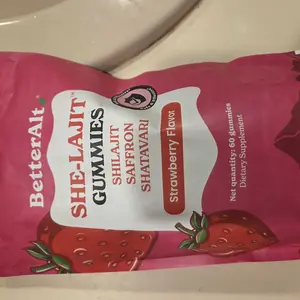 BetterAlt
SHE-LAJIT™
GUMMIES
SHILAJIT
SAFFRON
SHATAVARI
Strawberry Flavor
Net quantity: 60 gummies
Dietary Supplement